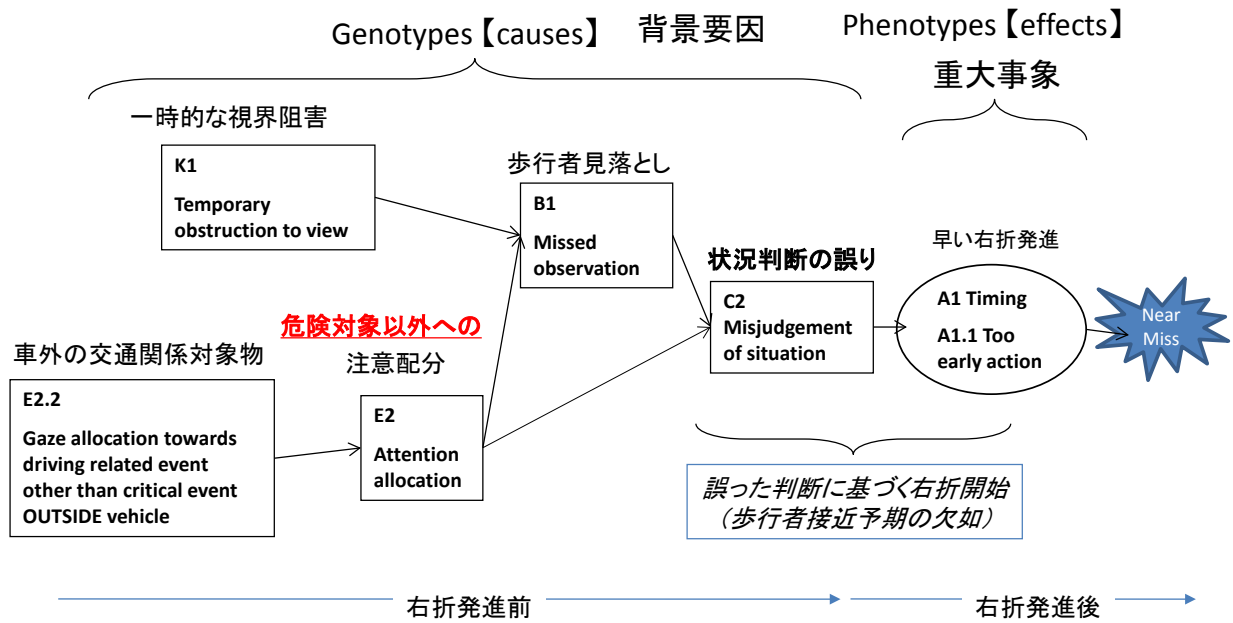 Genotypes【causes】 背景要因
Phenotypes【effects】
重大事象
一時的な視界阻害
K1
Temporary
obstruction to view
歩行者見落とし
B1
Missed
observation
状況判断の誤り
C2
Misjudgement
of situation
早い右折発進
A1 Timing
A1.1 Too
early action
Near
Miss
危険対象以外への
注意配分
E2
Attention
allocation
車外の交通関係対象物
E2.2
Gaze allocation towards
driving related event
other than critical event
OUTSIDE vehicle
誤った判断に基づく右折開始
（歩行者接近予期の欠如）
右折発進前
右折発進後